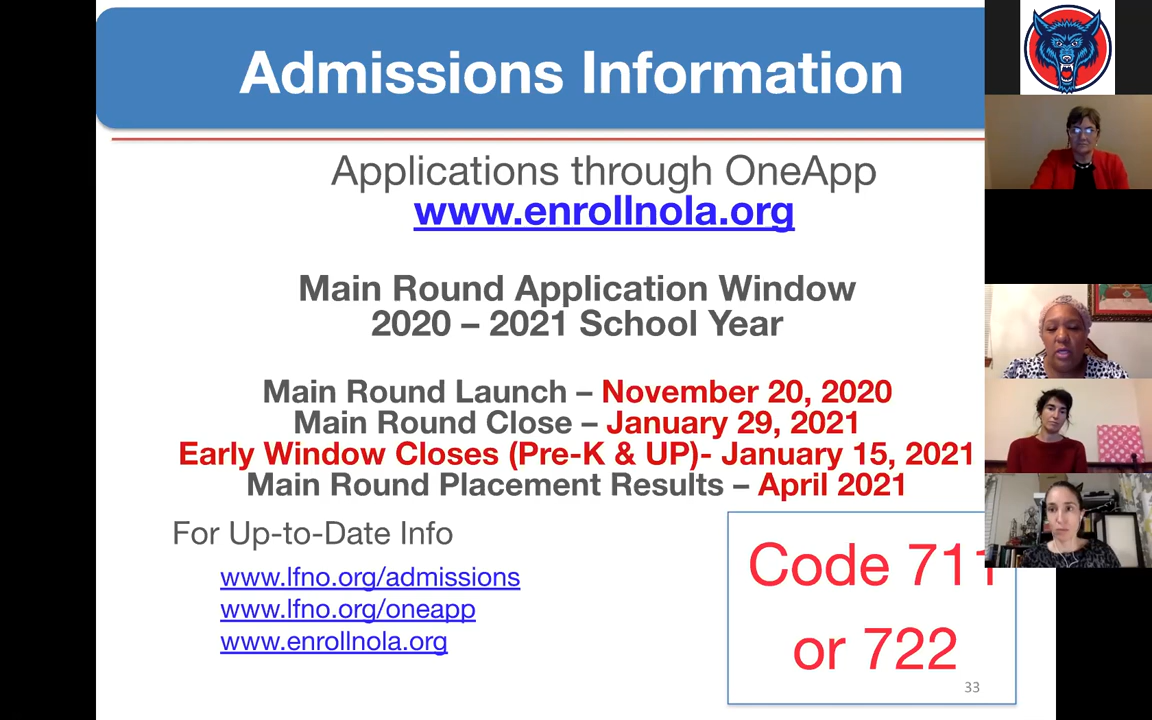 Admissions Information
Applications through OneApp
www.enrollnola.org
Main Round Application Window
2020 – 2021 School Year
Main Round Launch – November 20, 2020
Main Round Close – January 29, 2021
Early Window Closes (Pre-K & UP)- January 15, 2021
Main Round Placement Results – April 2021
For Up-to-Date Info
www.lfno.org/admissions
www.lfno.org/oneapp
www.enrollnola.org
Code 711
or 722
33